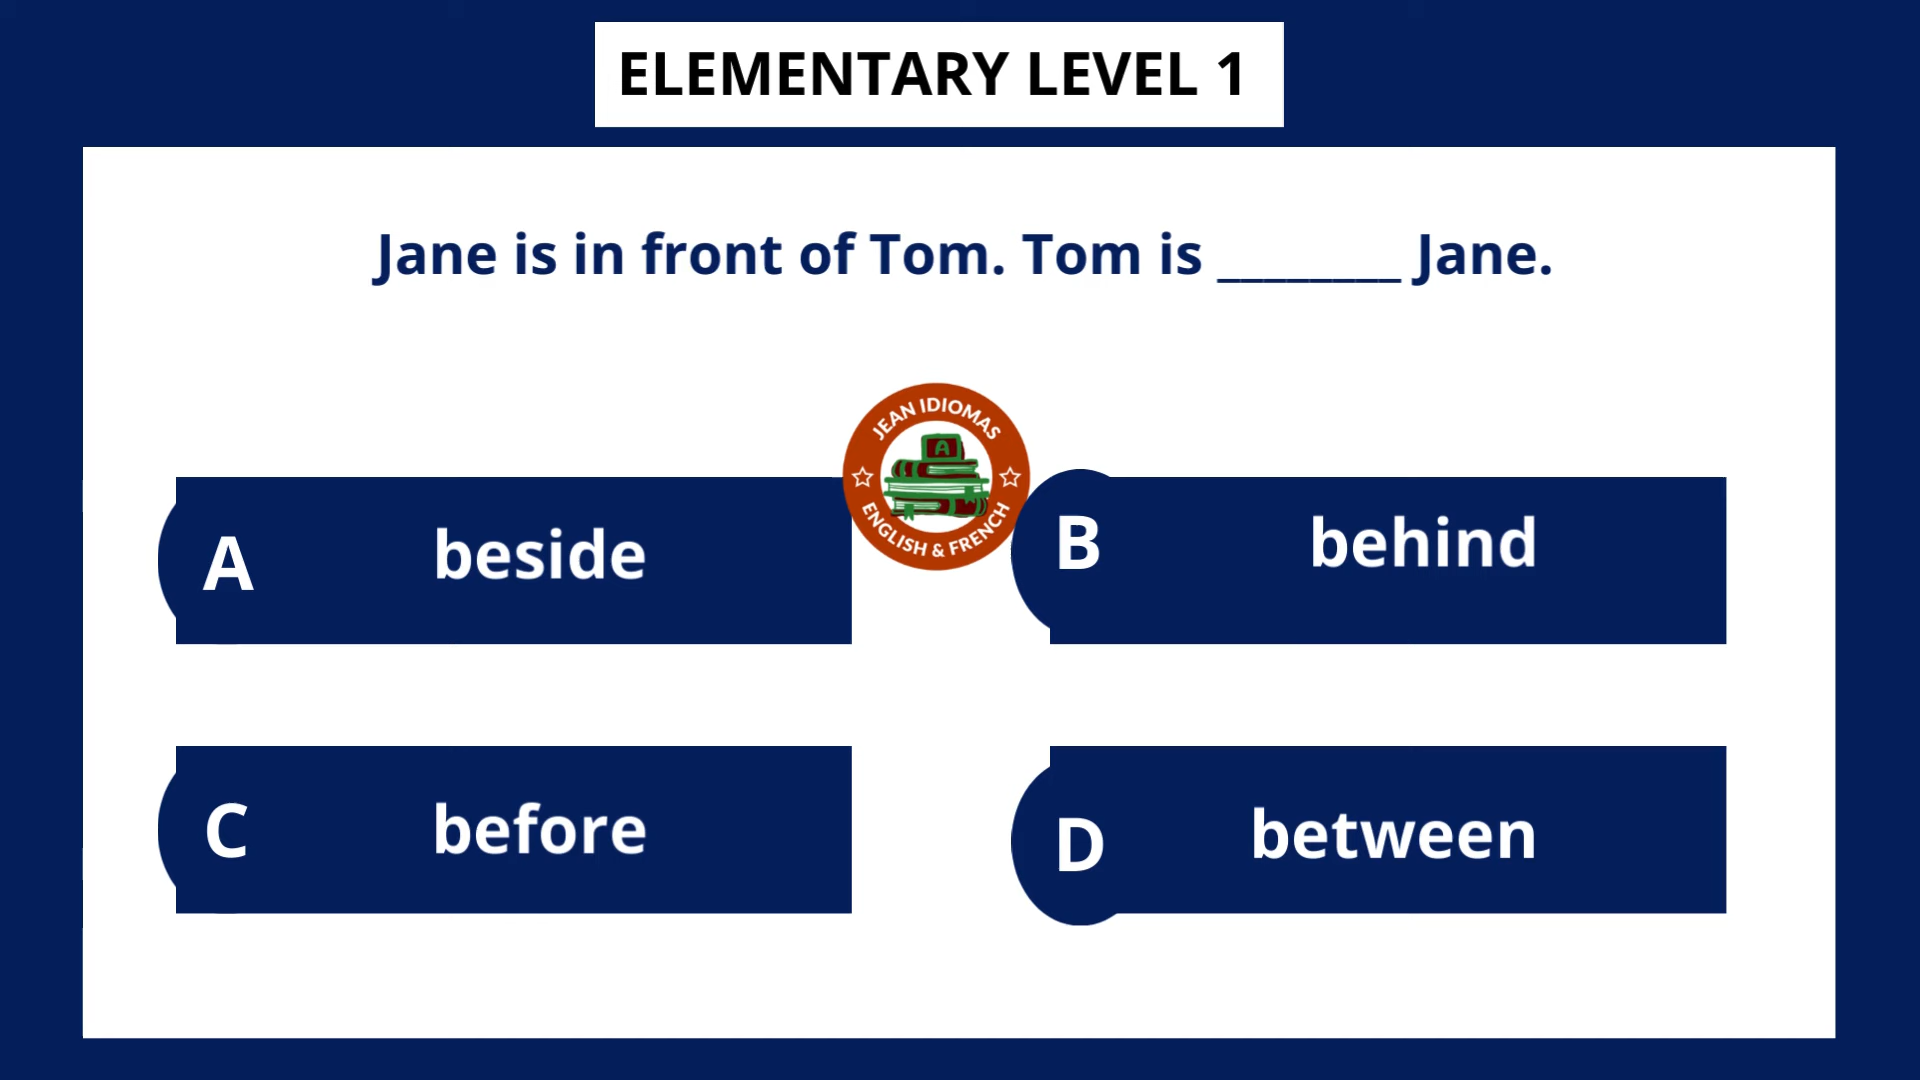 ELEMENTARY LEVEL 1
Jane is in front of Tom. Tom is ________ Jane.
JEAN IDIOMAS
A
ENGLISH & FRENCH
A beside
B behind
C before
D between